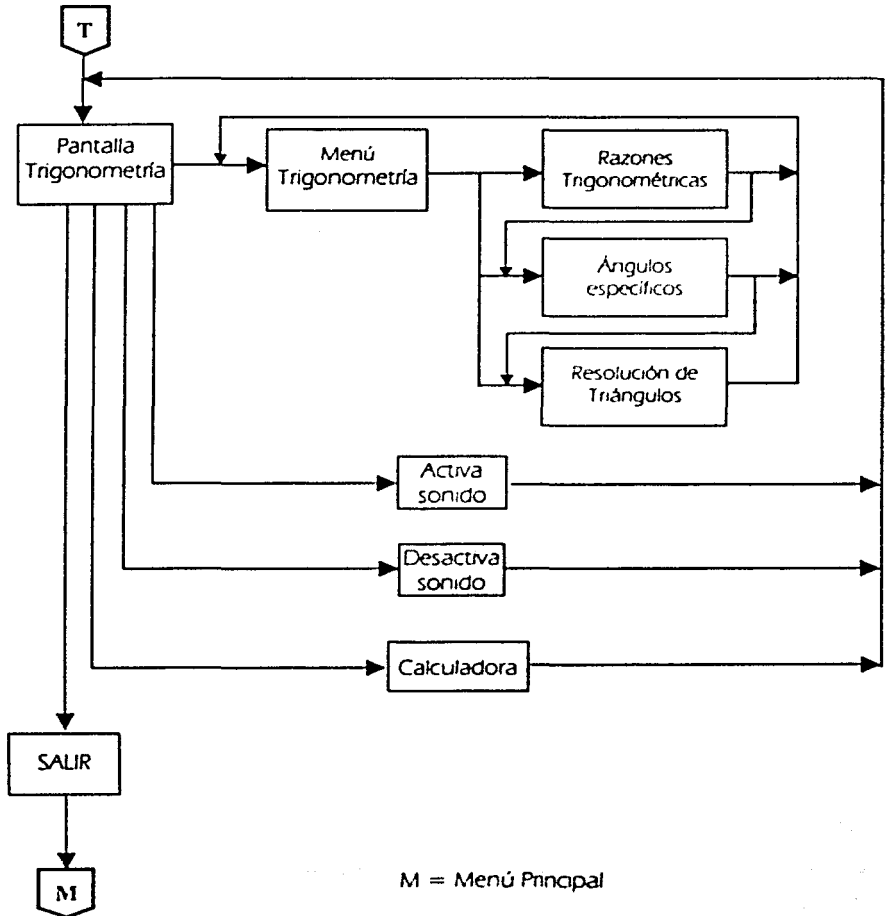 T
Pantalla
Trigonometría
Menú
Trigonometría
Razones
Trigonométricas
Ángulos
específicos
Resolución de
Triángulos
Activa
sonido
Desactiva
sonido
Calculadora
SALIR
M
M = Menú Principal